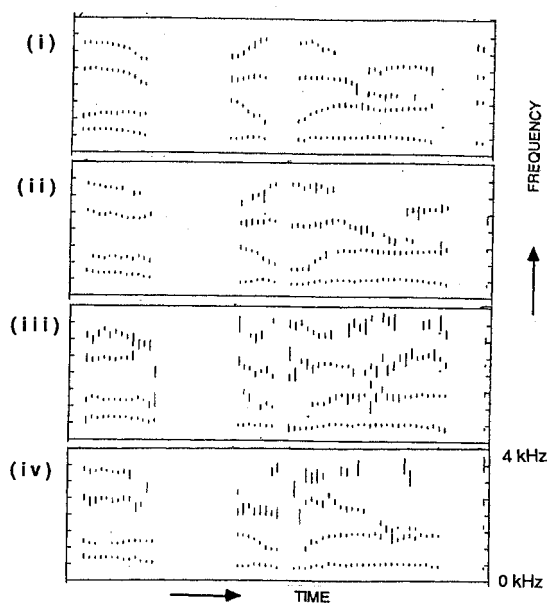 (i)
(ii)
(iii)
(iv)
FREQUENCY
4 kHz
0 kHz
TIME